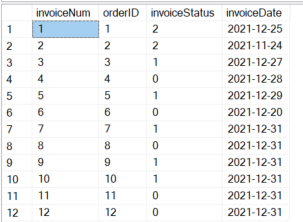 invoiceNum orderID invoiceStatus invoiceDate
1 1 1 2 2021-12-25
2 2 2 2 2021-11-24
3 3 3 1 2021-12-27
4 4 4 0 2021-12-28
5 5 5 1 2021-12-29
6 6 6 0 2021-12-20
7 7 7 1 2021-12-31
8 8 8 0 2021-12-31
9 9 9 1 2021-12-31
10 10 10 1 2021-12-31
11 11 11 0 2021-12-31
12 12 12 0 2021-12-31